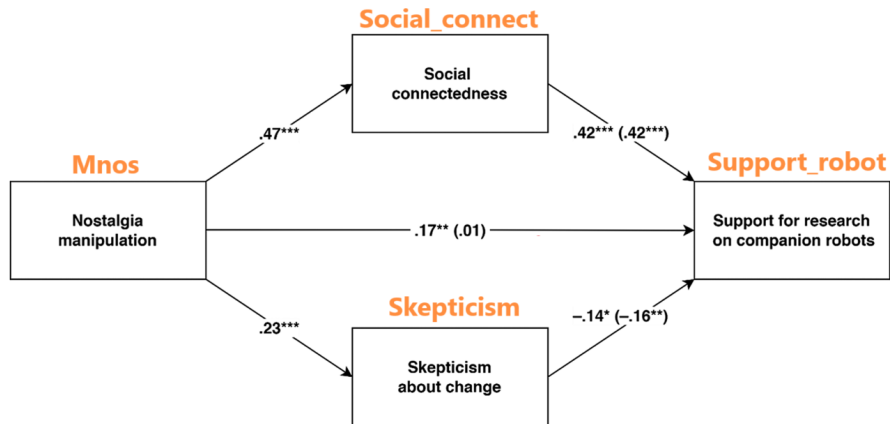 Social_connect
Social
connectedness
.47***
.42*** (.42***)
Mnos
Support_robot
Nostalgia
manipulation
.17** (.01)
Support for research
on companion robots
Skepticism
.23***
–.14* (–.16**)
Skepticism
about change